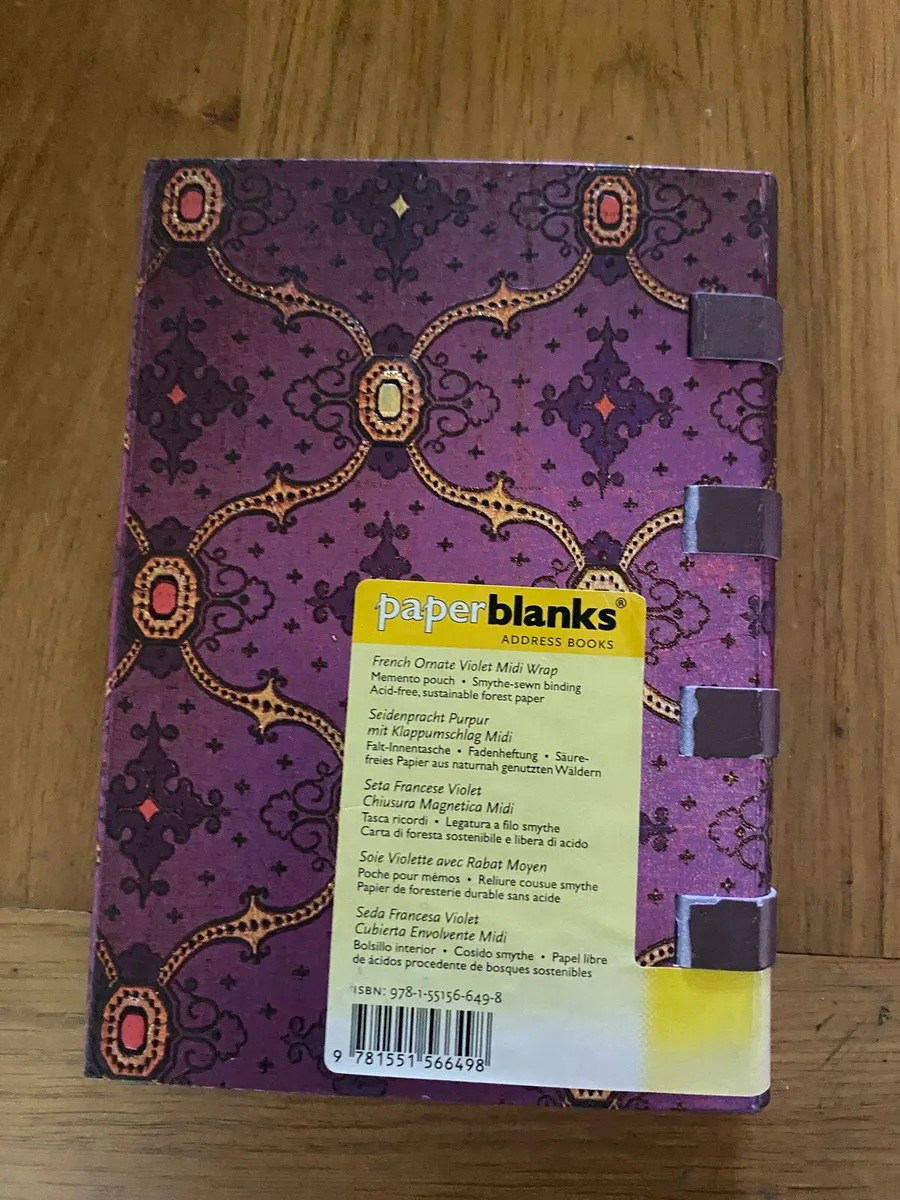 paperblanks®
ADDRESS BOOKS
French Ornate Violet Midi Wrap
Memento pouch • Smythe-sewn binding
Acid-free, sustainable forest paper
Seidenpracht Purpur
mit Klappumschlag Midi
Falt-Innentasche • Fadenheftung • Säure-
freies Papier aus naturnah genutzten Wäldern
Seta Francese Violet
Chiusura Magnetica Midi
Tasca ricordi • Legatura a filo smythe
Carta di foresta sostenibile e libera di acido
Soie Violette avec Rabat Moyen
Poche pour mémos • Reliure cousue smythe
Papier de foresterie durable sans acide
Seda Francesa Violet
Cubierta Envolvente Midi
Bolsillo interior • Cosido smythe • Papel libre
de ácidos procedente de bosques sostenibles
ISBN: 978-1-55156-649-8
9 781551 566498